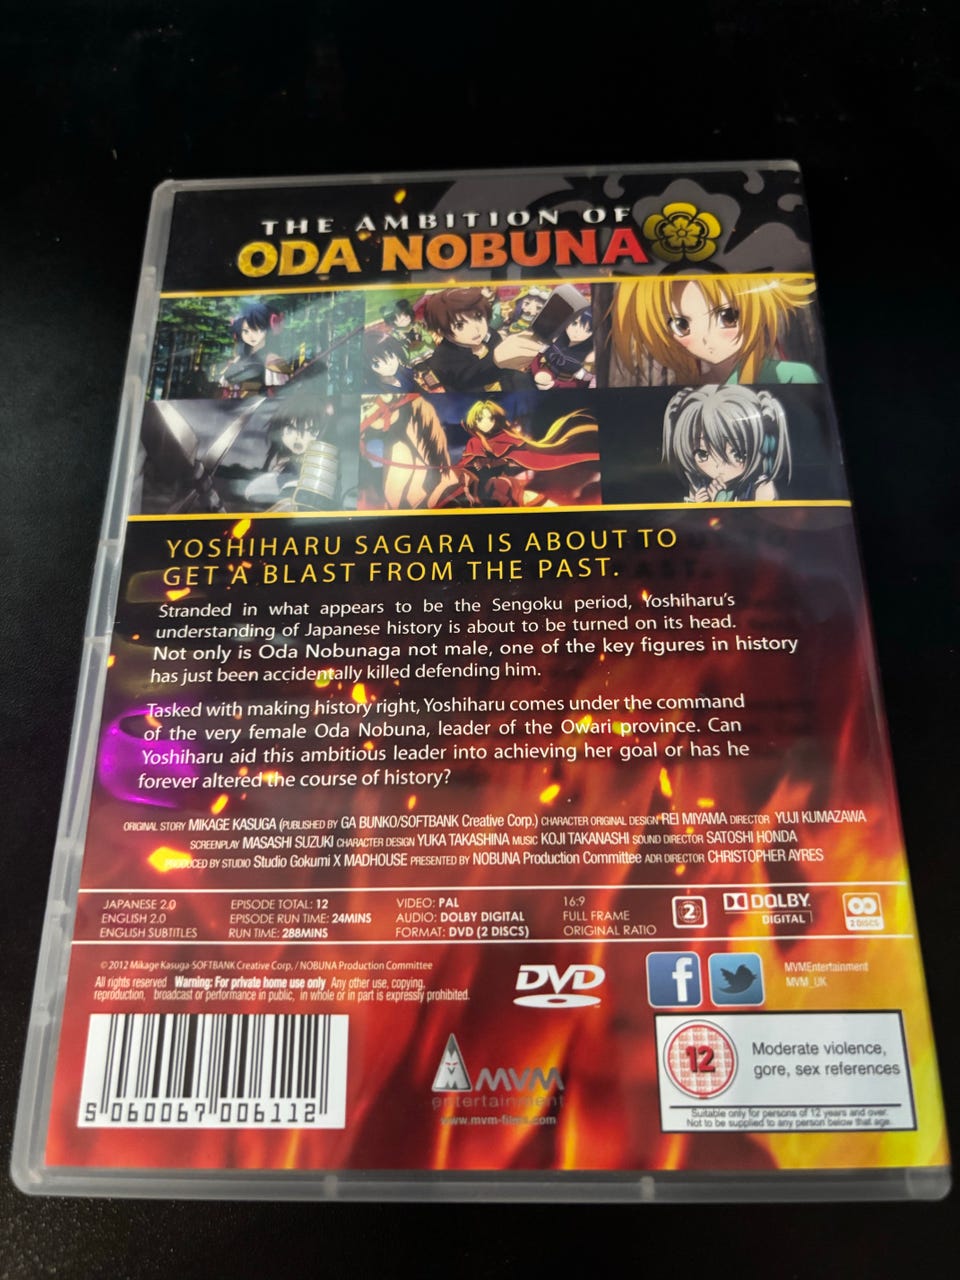 THE AMBITION OF
ODA NOBUNA
YOSHIHARU SAGARA IS ABOUT TO
GET A BLAST FROM THE PAST.
Stranded in what appears to be the Sengoku period, Yoshiharu's
understanding of Japanese history is about to be turned on its head.
Not only is Oda Nobunaga not male, one of the key figures in history
has just been accidentally killed defending him.
Tasked with making history right, Yoshiharu comes under the command
of the very female Oda Nobuna, leader of the Owari province. Can
Yoshiharu aid this ambitious leader into achieving her goal or has he
forever altered the course of history?
ORIGINAL STORY MIKAGE KASUGA (PUBLISHED BY GA BUNKO/SOFTBANK Creative Corp.) CHARACTER ORIGINAL DESIGN REI MIYAMA DIRECTOR YUJI KUMAZAWA
SCREENPLAY MASASHI SUZUKI CHARACTER DESIGN YUKA TAKASHINA MUSIC KOJI TAKANASHI SOUND DIRECTOR SATOSHI HONDA
PRODUCED BY STUDIO Studio Gokumi X MADHOUSE PRESENTED BY NOBUNA Production Committee ADR DIRECTOR CHRISTOPHER AYRES
JAPANESE 2.0
ENGLISH 2.0
ENGLISH SUBTITLES
EPISODE TOTAL: 12
EPISODE RUN TIME: 24MINS
RUN TIME: 288MINS
VIDEO: PAL
AUDIO: DOLBY DIGITAL
FORMAT: DVD (2 DISCS)
16:9
FULL FRAME
ORIGINAL RATIO
2
DOLBY
DIGITAL
2 DISCS
© 2012 Mikage Kasuga·SOFTBANK Creative Corp. / NOBUNA Production Committee
All rights reserved Warning: For private home use only Any other use, copying,
reproduction, broadcast or performance in public, in whole or in part is expressly prohibited.
DVD
VIDEO
f
MVMEntertainment
MVM_UK
5 060067 006112
MVM
entertainment
www.mvm-films.com
12
Moderate violence,
gore, sex references
Suitable only for persons of 12 years and over.
Not to be supplied to any person below that age.